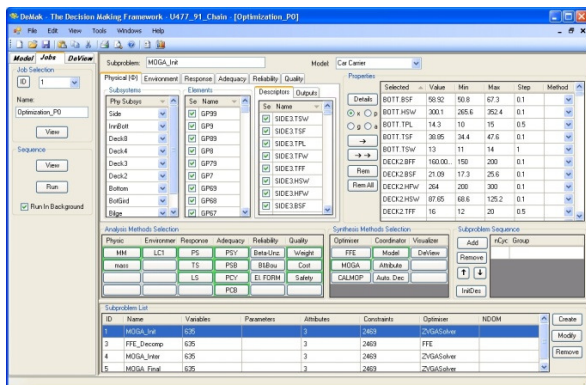 DeMak - The Decision Making Framework - U477_91_Chain - [Optimization_P0]
File Edit View Tools Windows Help
Model Jobs DeView
Job Selection
ID 1
Name:
Optimization_P0
View
Sequence
View
Run
Run In Background
Subproblem: MOGA_Init Model: Car Carrier
Physical (Φ) Environment Response Adequacy Reliability Quality
Subsystems
Phy Subsys
Side
InnBott
Deck9
Deck4
Deck3
Deck2
Bottom
BotGird
Bilge
Elements
Se Name
GP99
GP9
GP89
GP8
GP79
GP7
GP69
GP68
GP67
Descriptors Outputs
Se Name
SIDE3.TSW
SIDE3.TSF
SIDE3.TPL
SIDE3.TFW
SIDE3.TFF
SIDE3.HSW
SIDE3.HFW
SIDE3.BSF
Properties
Details
x p
g a
Rem
Rem All
Selected Value Min Max Step Method
BOTT.BSF 58.92 50.8 67.3 0.1
BOTT.HSW 300.1 265.6 352.4 0.1
BOTT.TPL 14.3 10 15 0.5
BOTT.TSF 38.85 34.4 47.6 0.1
BOTT.TSW 13 11 14 1
DECK2.BFF 160.00... 150 200 0.1
DECK2.BSF 21.09 17.3 25.6 0.1
DECK2.HFW 264 200 300 0.1
DECK2.HSW 87.65 68.6 125.2 0.1
DECK2.TFF 16 12 20 0.5
Analysis Methods Selection
Physic Environmer Response Adequacy Reliability Quality
MM LC1 PS PSY Beta-Unz. Weight
mass TS PSB B&Bou Cost
LS PCY El. FORM Safety
PCB
Synthesis Methods Selection
Optimiser Coordinator Visualizer
FFE Model DeView
MOGA Attribute
CALMOP Auto. Dec
Subproblem Sequence
Add
Remove
InitDes
nCyc Group
Subproblem List
ID Name Variables Parameters Attributes Constraints Optimiser NDOM
1 MOGA_Init 635 3 2469 ZVGASolver
3 FFE_Decomp 635 3 2469 FFE
4 MOGA_Inter 635 3 2469 ZVGASolver
5 MOGA_Final 635 3 2469 ZVGASolver
Create
Modify
Remove